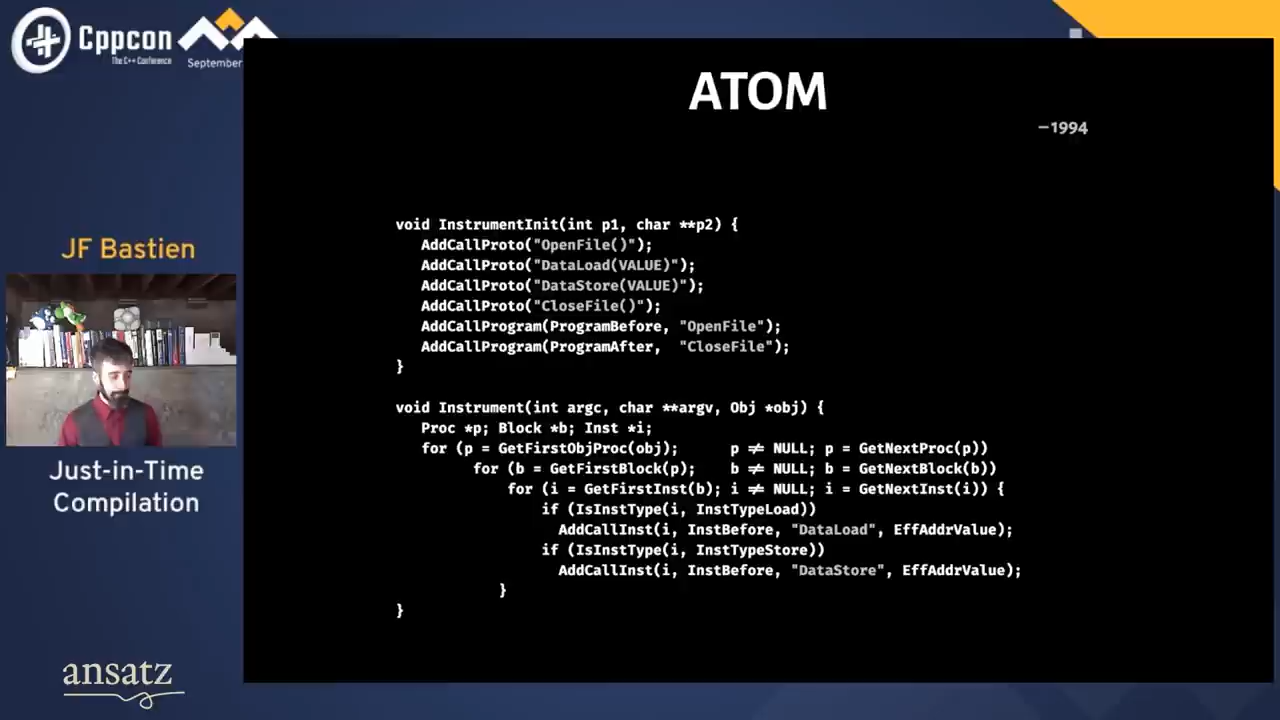 Cppcon
The C++ Conference
September
ATOM
—1994
void InstrumentInit(int p1, char **p2) {
AddCallProto("OpenFile()");
AddCallProto("DataLoad(VALUE)");
AddCallProto("DataStore(VALUE)");
AddCallProto("CloseFile()");
AddCallProgram(ProgramBefore, "OpenFile");
AddCallProgram(ProgramAfter, "CloseFile");
}
void Instrument(int argc, char **argv, Obj *obj) {
Proc *p; Block *b; Inst *i;
for (p = GetFirstObjProc(obj); p ≠ NULL; p = GetNextProc(p))
for (b = GetFirstBlock(p); b ≠ NULL; b = GetNextBlock(b))
for (i = GetFirstInst(b); i ≠ NULL; i = GetNextInst(i)) {
if (IsInstType(i, InstTypeLoad))
AddCallInst(i, InstBefore, "DataLoad", EffAddrValue);
if (IsInstType(i, InstTypeStore))
AddCallInst(i, InstBefore, "DataStore", EffAddrValue);
}
}
JF Bastien
Just-in-Time
Compilation
ansatz